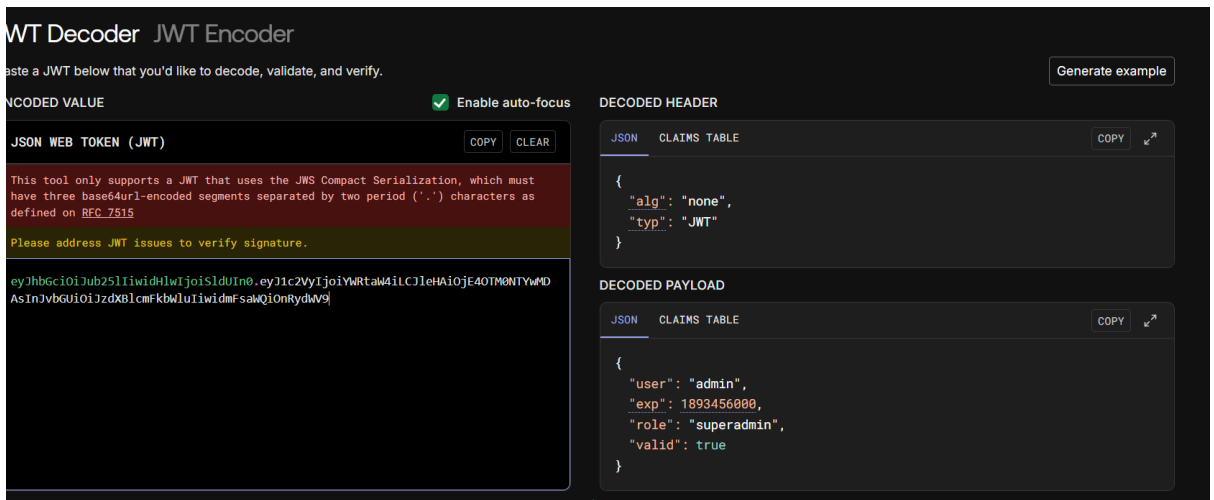 WT Decoder JWT Encoder
aste a JWT below that you'd like to decode, validate, and verify.
Generate example
NCODED VALUE
Enable auto-focus
JSON WEB TOKEN (JWT)
COPY CLEAR
This tool only supports a JWT that uses the JWS Compact Serialization, which must
have three base64url-encoded segments separated by two period ('.') characters as
defined on RFC 7515
Please address JWT issues to verify signature.
eyJhbGciOiJub25lIiwidHlwIjoiSldUIn0.eyJ1c2VyIjoiYWRtaW4iLCJleHAiOjE4OTM0NTYwMD
AsInJvbGUiOiJzdXBlcmFkbWluIiwidmFsaWQiOnRydWV9
DECODED HEADER
JSON CLAIMS TABLE
COPY
{
"alg": "none",
"typ": "JWT"
}
DECODED PAYLOAD
JSON CLAIMS TABLE
COPY
{
"user": "admin",
"exp": 1893456000,
"role": "superadmin",
"valid": true
}